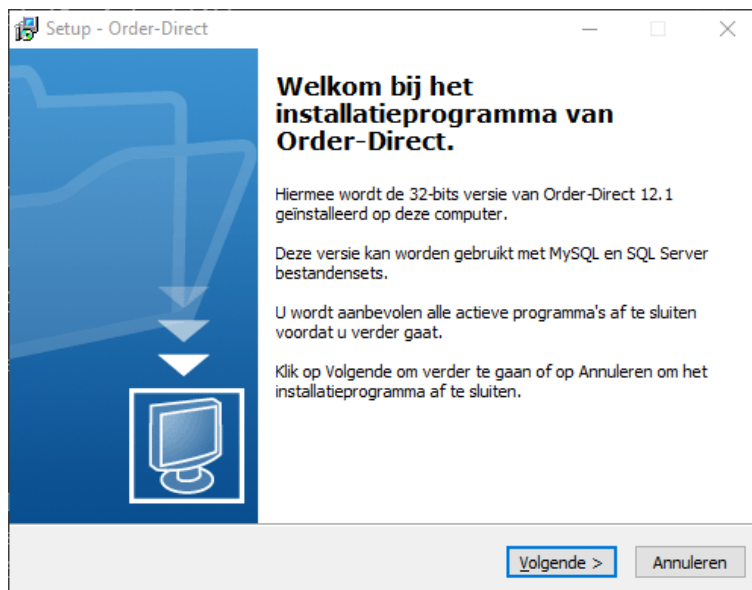 Setup - Order-Direct
Welkom bij het
installatieprogramma van
Order-Direct.
Hiermee wordt de 32-bits versie van Order-Direct 12.1
geïnstalleerd op deze computer.
Deze versie kan worden gebruikt met MySQL en SQL Server
bestandensets.
U wordt aanbevolen alle actieve programma's af te sluiten
voordat u verder gaat.
Klik op Volgende om verder te gaan of op Annuleren om het
installatieprogramma af te sluiten.
Volgende >
Annuleren